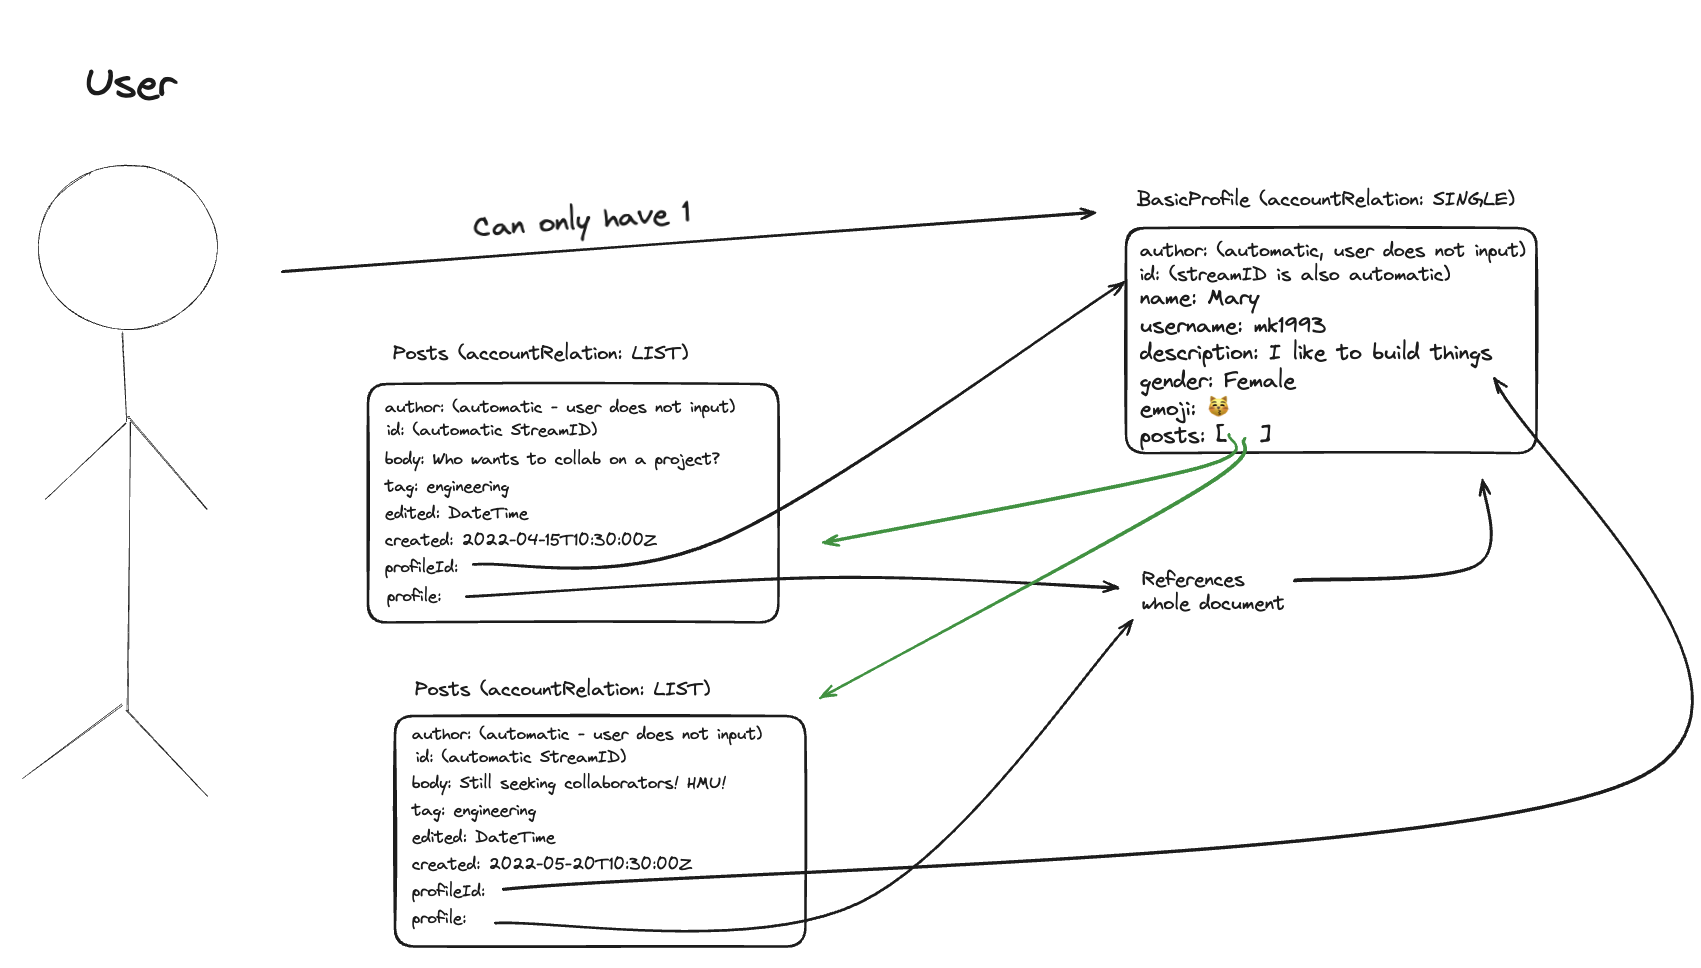 User
Can only have 1
BasicProfile (accountRelation: SINGLE)
author: (automatic, user does not input)
id: (streamID is also automatic)
name: Mary
username: mk1993
description: I like to build things
gender: Female
emoji: 😸
posts: [ ]
Posts (accountRelation: LIST)
author: (automatic - user does not input)
id: (automatic StreamID)
body: Who wants to collab on a project?
tag: engineering
edited: DateTime
created: 2022-04-15T10:30:00Z
profileId:
profile:
References
whole document
Posts (accountRelation: LIST)
author: (automatic - user does not input)
id: (automatic StreamID)
body: Still seeking collaborators! HMU!
tag: engineering
edited: DateTime
created: 2022-05-20T10:30:00Z
profileId:
profile: